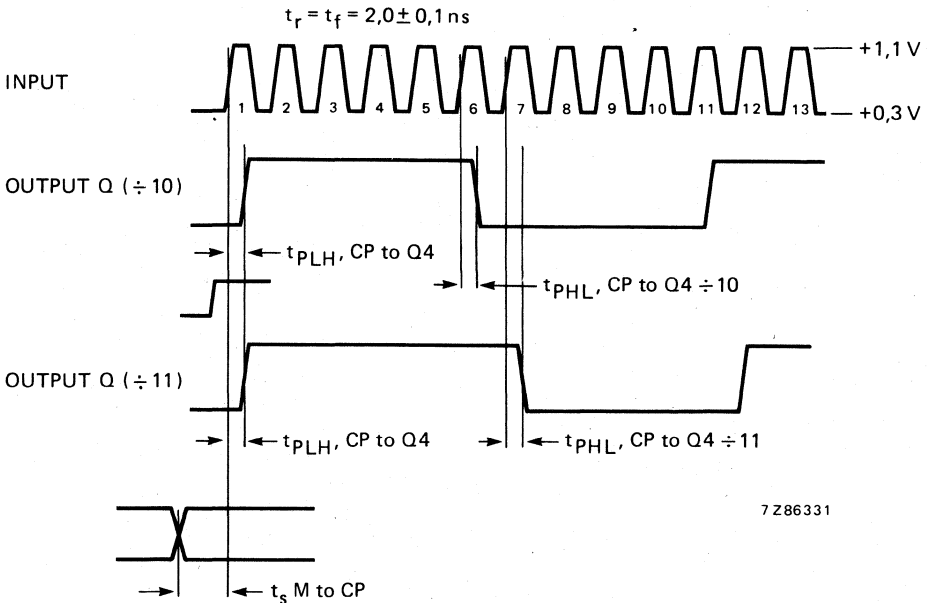 t_r = t_f = 2,0 ± 0,1 ns
INPUT
+1,1 V
1 2 3 4 5 6 7 8 9 10 11 12 13
+0,3 V
OUTPUT Q (÷10)
t_PLH, CP to Q4
t_PHL, CP to Q4 ÷10
OUTPUT Q (÷11)
t_PLH, CP to Q4
t_PHL, CP to Q4 ÷11
7Z86331
t_s M to CP